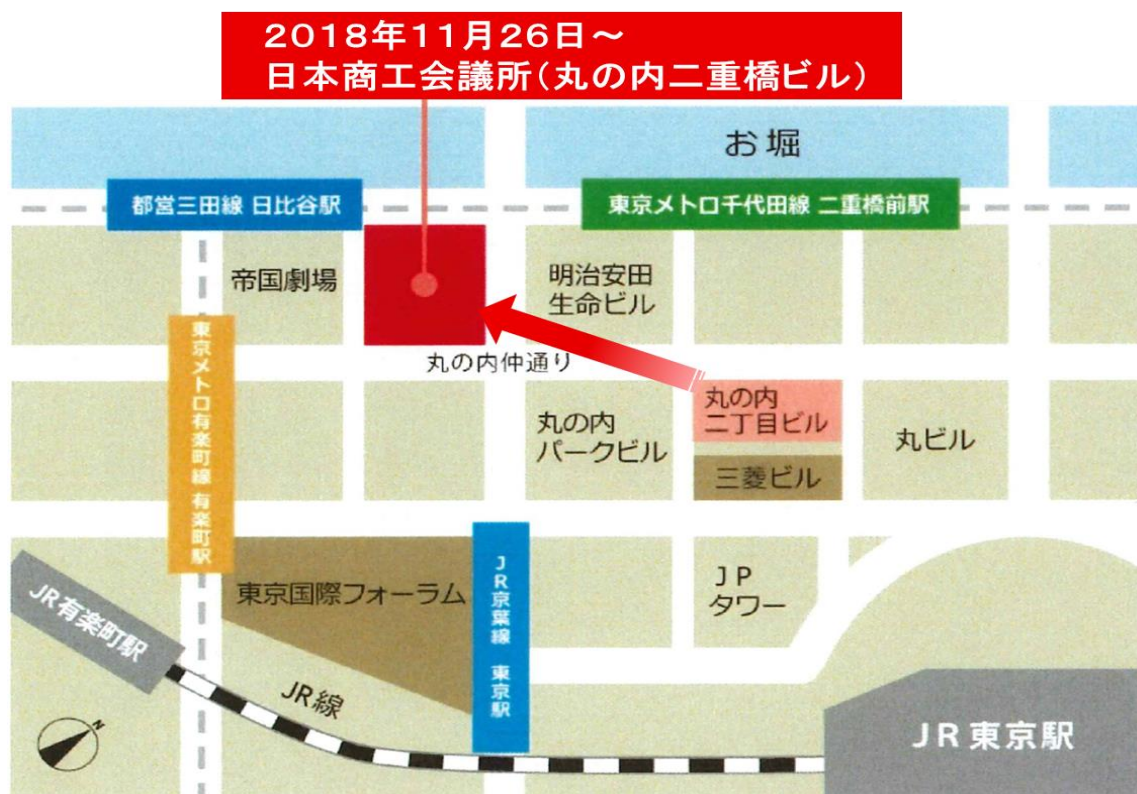 2018年11月26日～
日本商工会議所(丸の内二重橋ビル)
お堀
都営三田線 日比谷駅
東京メトロ千代田線 二重橋前駅
帝国劇場
明治安田
生命ビル
丸の内仲通り
東京メトロ有楽町線 有楽町駅
丸の内
パークビル
丸の内
二丁目ビル
三菱ビル
丸ビル
JR有楽町駅
東京国際フォーラム
JR京葉線 東京駅
JP
タワー
JR線
JR東京駅
N